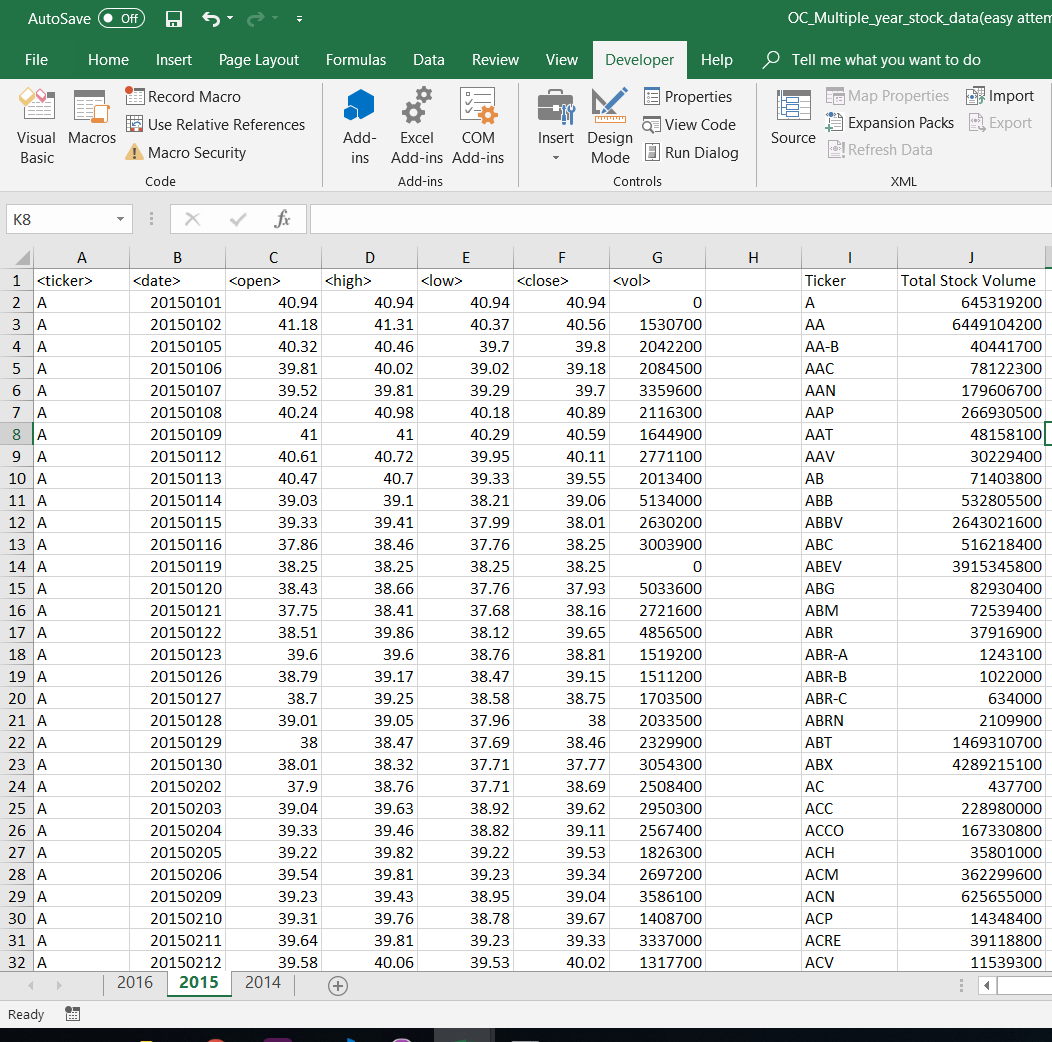 AutoSave Off OC_Multiple_year_stock_data(easy attem
File Home Insert Page Layout Formulas Data Review View Developer Help Tell me what you want to do
Visual Basic
Macros
Record Macro
Use Relative References
Macro Security
Code
Add-ins
Excel Add-ins
COM Add-ins
Add-ins
Insert
Design Mode
Properties
View Code
Run Dialog
Controls
Source
Map Properties
Expansion Packs
Refresh Data
Import
Export
XML
K8 fx
A B C D E F G H I J
1 <ticker> <date> <open> <high> <low> <close> <vol> Ticker Total Stock Volume
2 A 20150101 40.94 40.94 40.94 40.94 0 A 645319200
3 A 20150102 41.18 41.31 40.37 40.56 1530700 AA 6449104200
4 A 20150105 40.32 40.46 39.7 39.8 2042200 AA-B 40441700
5 A 20150106 39.81 40.02 39.02 39.18 2084500 AAC 78122300
6 A 20150107 39.52 39.81 39.29 39.7 3359600 AAN 179606700
7 A 20150108 40.24 40.98 40.18 40.89 2116300 AAP 266930500
8 A 20150109 41 41 40.29 40.59 1644900 AAT 48158100
9 A 20150112 40.61 40.72 39.95 40.11 2771100 AAV 30229400
10 A 20150113 40.47 40.7 39.33 39.55 2013400 AB 71403800
11 A 20150114 39.03 39.1 38.21 39.06 5134000 ABB 532805500
12 A 20150115 39.33 39.41 37.99 38.01 2630200 ABBV 2643021600
13 A 20150116 37.86 38.46 37.76 38.25 3003900 ABC 516218400
14 A 20150119 38.25 38.25 38.25 38.25 0 ABEV 3915345800
15 A 20150120 38.43 38.66 37.76 37.93 5033600 ABG 82930400
16 A 20150121 37.75 38.41 37.68 38.16 2721600 ABM 72539400
17 A 20150122 38.51 39.86 38.12 39.65 4856500 ABR 37916900
18 A 20150123 39.6 39.6 38.76 38.81 1519200 ABR-A 1243100
19 A 20150126 38.79 39.17 38.47 39.15 1511200 ABR-B 1022000
20 A 20150127 38.7 39.25 38.58 38.75 1703500 ABR-C 634000
21 A 20150128 39.01 39.05 37.96 38 2033500 ABRN 2109900
22 A 20150129 38 38.47 37.69 38.46 2329900 ABT 1469310700
23 A 20150130 38.01 38.32 37.71 37.77 3054300 ABX 4289215100
24 A 20150202 37.9 38.76 37.71 38.69 2508400 AC 437700
25 A 20150203 39.04 39.63 38.92 39.62 2950300 ACC 228980000
26 A 20150204 39.33 39.46 38.82 39.11 2567400 ACCO 167330800
27 A 20150205 39.22 39.82 39.22 39.53 1826300 ACH 35801000
28 A 20150206 39.54 39.81 39.23 39.34 2697200 ACM 362299600
29 A 20150209 39.23 39.43 38.95 39.04 3586100 ACN 625655000
30 A 20150210 39.31 39.76 38.78 39.67 1408700 ACP 14348400
31 A 20150211 39.64 39.81 39.23 39.33 3337000 ACRE 39118800
32 A 20150212 39.58 40.06 39.53 40.02 1317700 ACV 11539300
2016 2015 2014
Ready